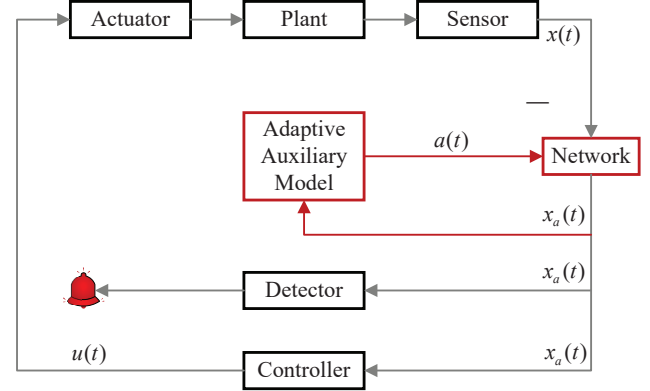 Actuator
Plant
Sensor
x(t)
—
Adaptive
Auxiliary
Model
a(t)
Network
x_a(t)
Detector
x_a(t)
u(t)
Controller
x_a(t)